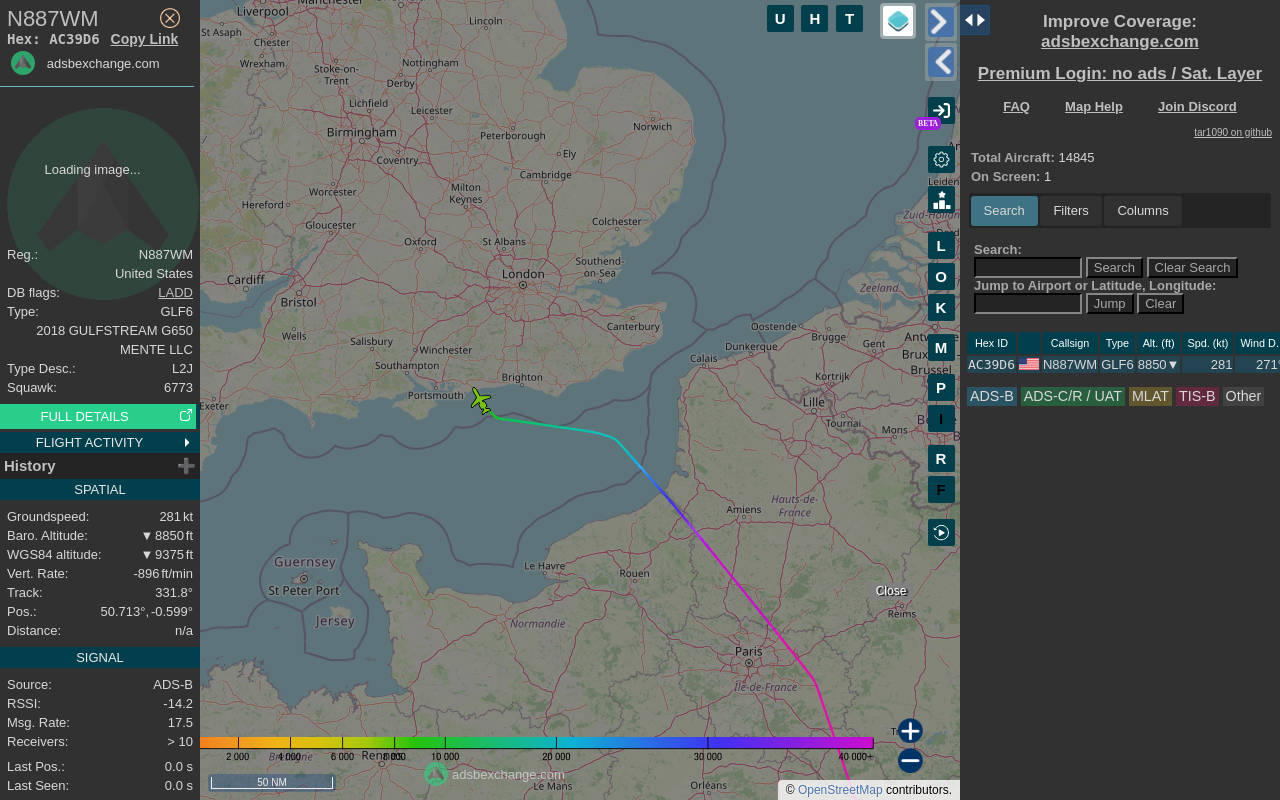 N887WM
Hex: AC39D6 Copy Link
adsbexchange.com
Loading image...
Reg.: N887WM
United States
DB flags: LADD
Type: GLF6
2018 GULFSTREAM G650
MENTE LLC
Type Desc.: L2J
Squawk: 6773
FULL DETAILS
FLIGHT ACTIVITY
History
SPATIAL
Groundspeed: 281 kt
Baro. Altitude: ▼ 8850 ft
WGS84 altitude: ▼ 9375 ft
Vert. Rate: -896 ft/min
Track: 331.8°
Pos.: 50.713°, -0.599°
Distance: n/a
SIGNAL
Source: ADS-B
RSSI: -14.2
Msg. Rate: 17.5
Receivers: > 10
Last Pos.: 0.0 s
Last Seen: 0.0 s
Liverpool
Manchester
St Asaph
Chester
Lincoln
Wrexham
Stoke-on-
Trent
Nottingham
Derby
Lichfield
Leicester
Norwich
Birmingham
Peterborough
Coventry
Ely
Cambridge
Worcester
Milton
Keynes
Hereford
Gloucester
Colchester
Oxford
St Albans
Southend-
on-Sea
Cardiff
London
Bristol
Canterbury
Wells
Salisbury
Winchester
Southampton
Brighton
Portsmouth
Exeter
Leiden
Zuid-Holland
Zeeland
Oostende
Brugge
Antwerpen
Dunkerque
Gent
Calais
Bruxelles
Brussel
Kortrijk
Lille
Tournai
Mons
Hauts-de-
France
Amiens
Guernsey
St Peter Port
Le Havre
Rouen
Jersey
Normandie
Reims
Paris
Île-de-France
Bretagne
Rennes
Le Mans
Orléans
U H T
BETA
L
O
K
M
P
I
R
F
Close
2 000 4 000 6 000 8 000 10 000 20 000 30 000 40 000+
50 NM
adsbexchange.com
© OpenStreetMap contributors.
Improve Coverage:
adsbexchange.com
Premium Login: no ads / Sat. Layer
FAQ Map Help Join Discord
tar1090 on github
Total Aircraft: 14845
On Screen: 1
Search Filters Columns
Search:
Search Clear Search
Jump to Airport or Latitude, Longitude:
Jump Clear
Hex ID Callsign Type Alt. (ft) Spd. (kt) Wind D.
AC39D6 N887WM GLF6 8850▼ 281 271°
ADS-B ADS-C/R / UAT MLAT TIS-B Other